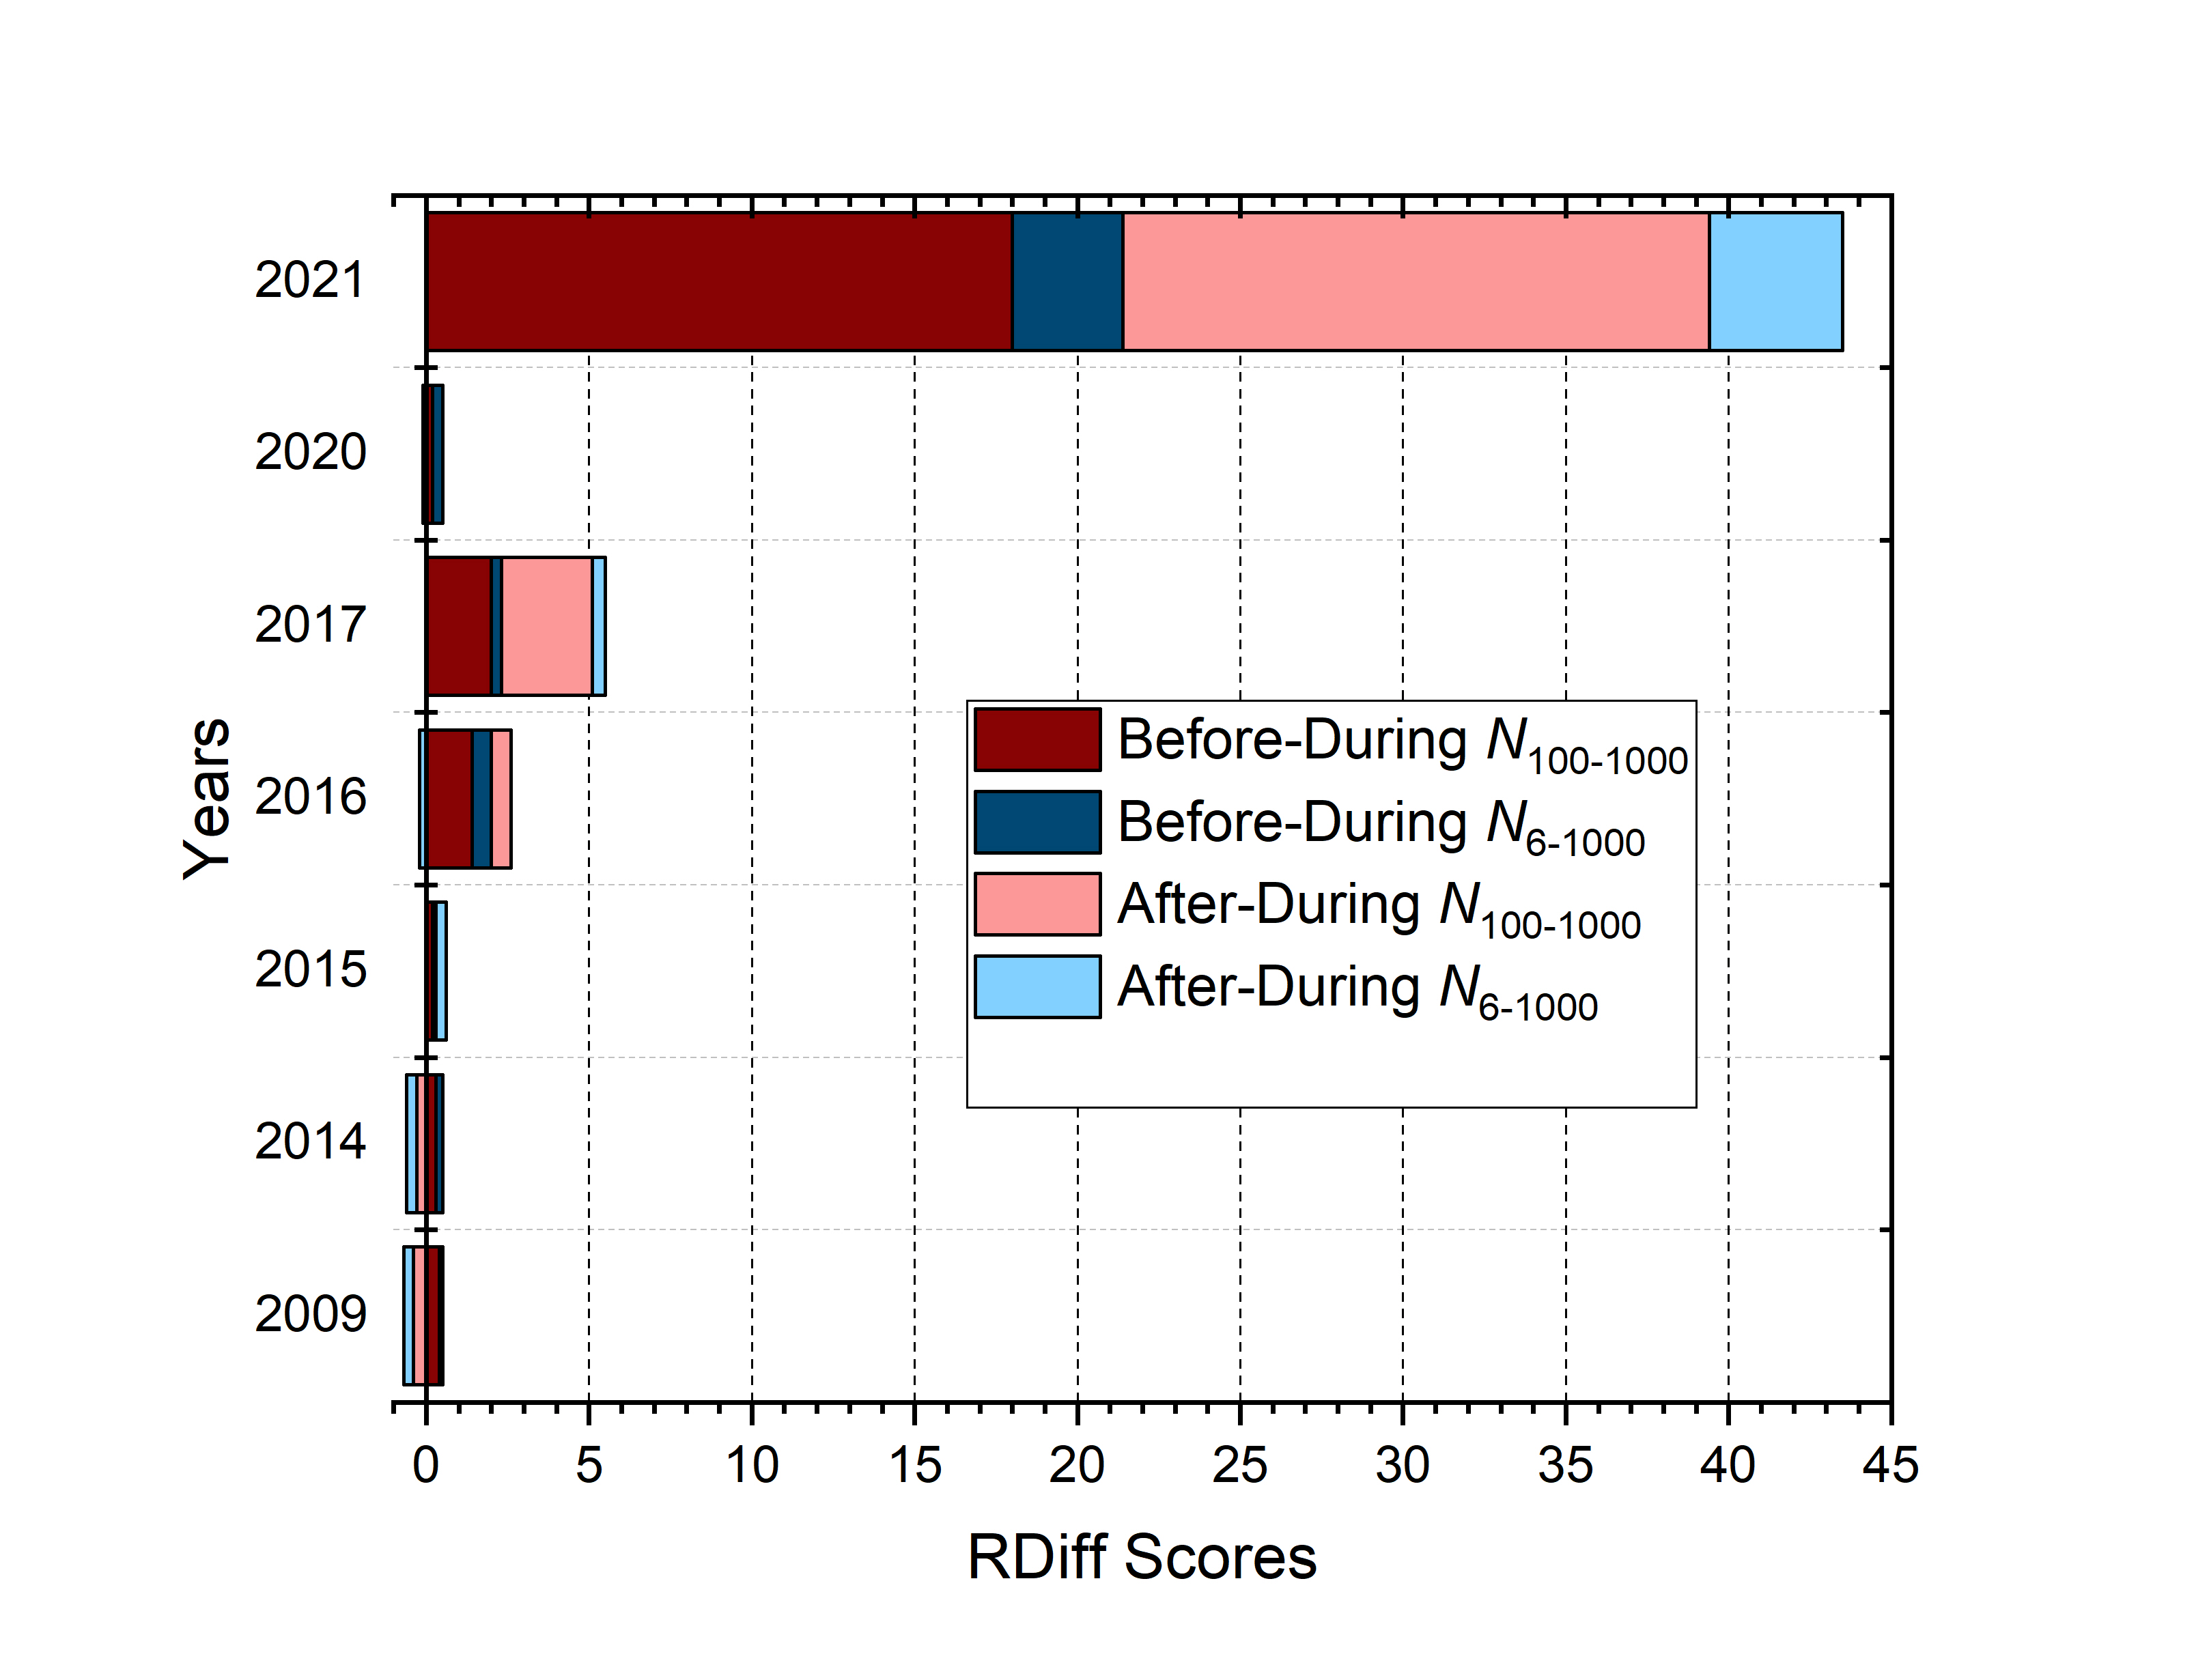 2021
2020
2017
2016
2015
2014
2009
Years
Before-During N100-1000
Before-During N6-1000
After-During N100-1000
After-During N6-1000
0 5 10 15 20 25 30 35 40 45
RDiff Scores